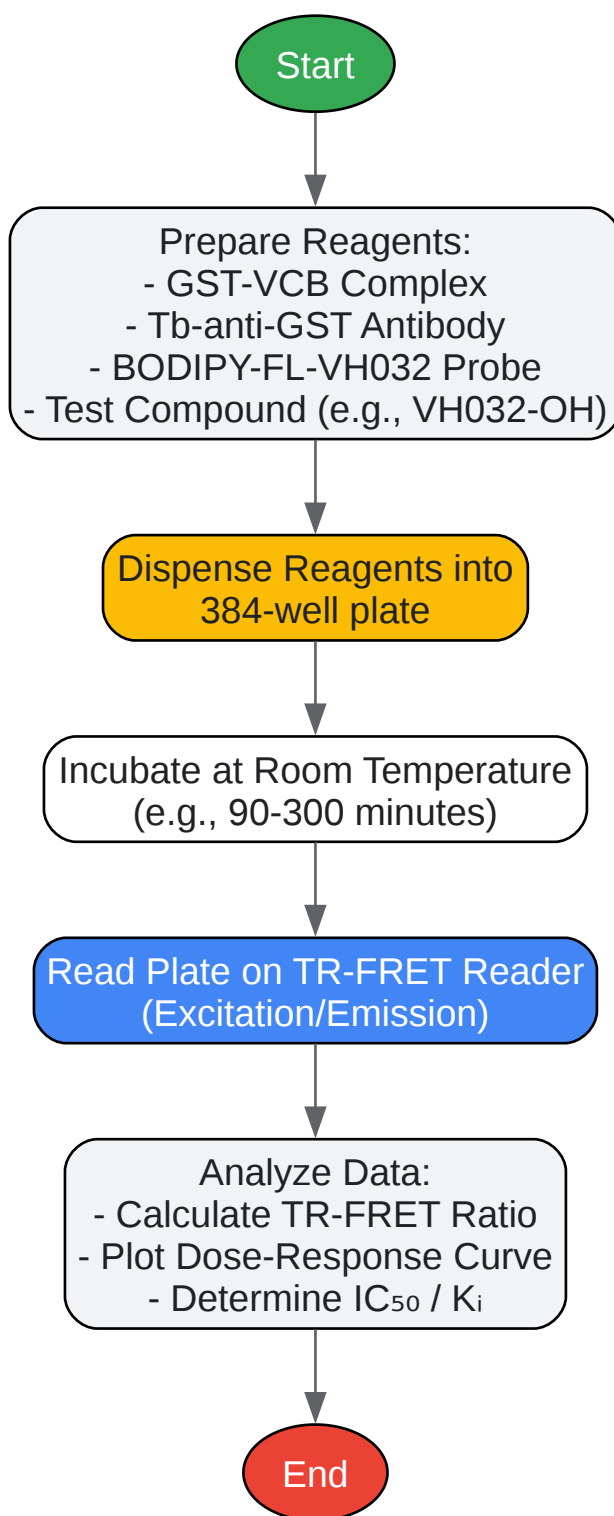 Start
Prepare Reagents:
- GST-VCB Complex
- Tb-anti-GST Antibody
- BODIPY-FL-VH032 Probe
- Test Compound (e.g., VH032-OH)
Dispense Reagents into
384-well plate
Incubate at Room Temperature
(e.g., 90-300 minutes)
Read Plate on TR-FRET Reader
(Excitation/Emission)
Analyze Data:
- Calculate TR-FRET Ratio
- Plot Dose-Response Curve
- Determine IC₅₀ / Kᵢ
End